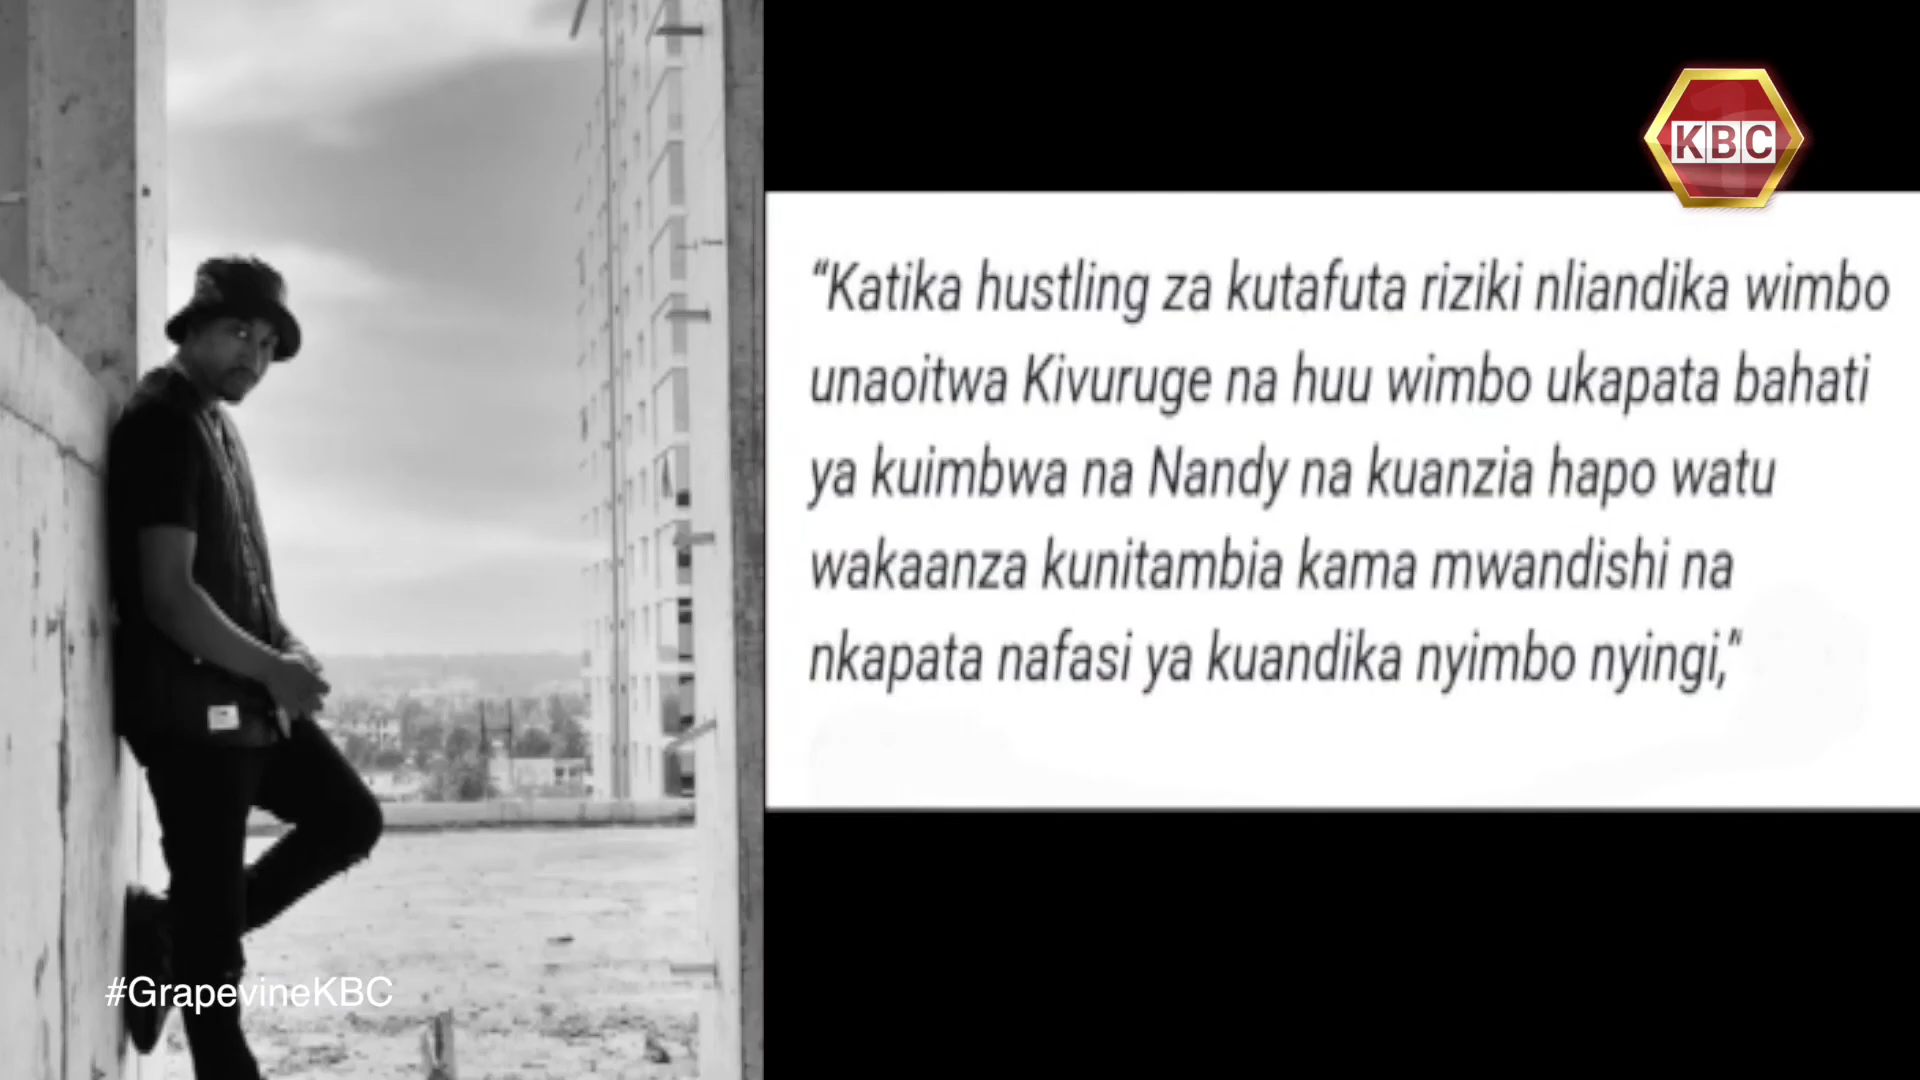 KBC
“Katika hustling za kutafuta riziki nliandika wimbo
unaoitwa Kivuruge na huu wimbo ukapata bahati
ya kuimbwa na Nandy na kuanzia hapo watu
wakaanza kunitambia kama mwandishi na
nkapata nafasi ya kuandika nyimbo nyingi,”
#GrapevineKBC